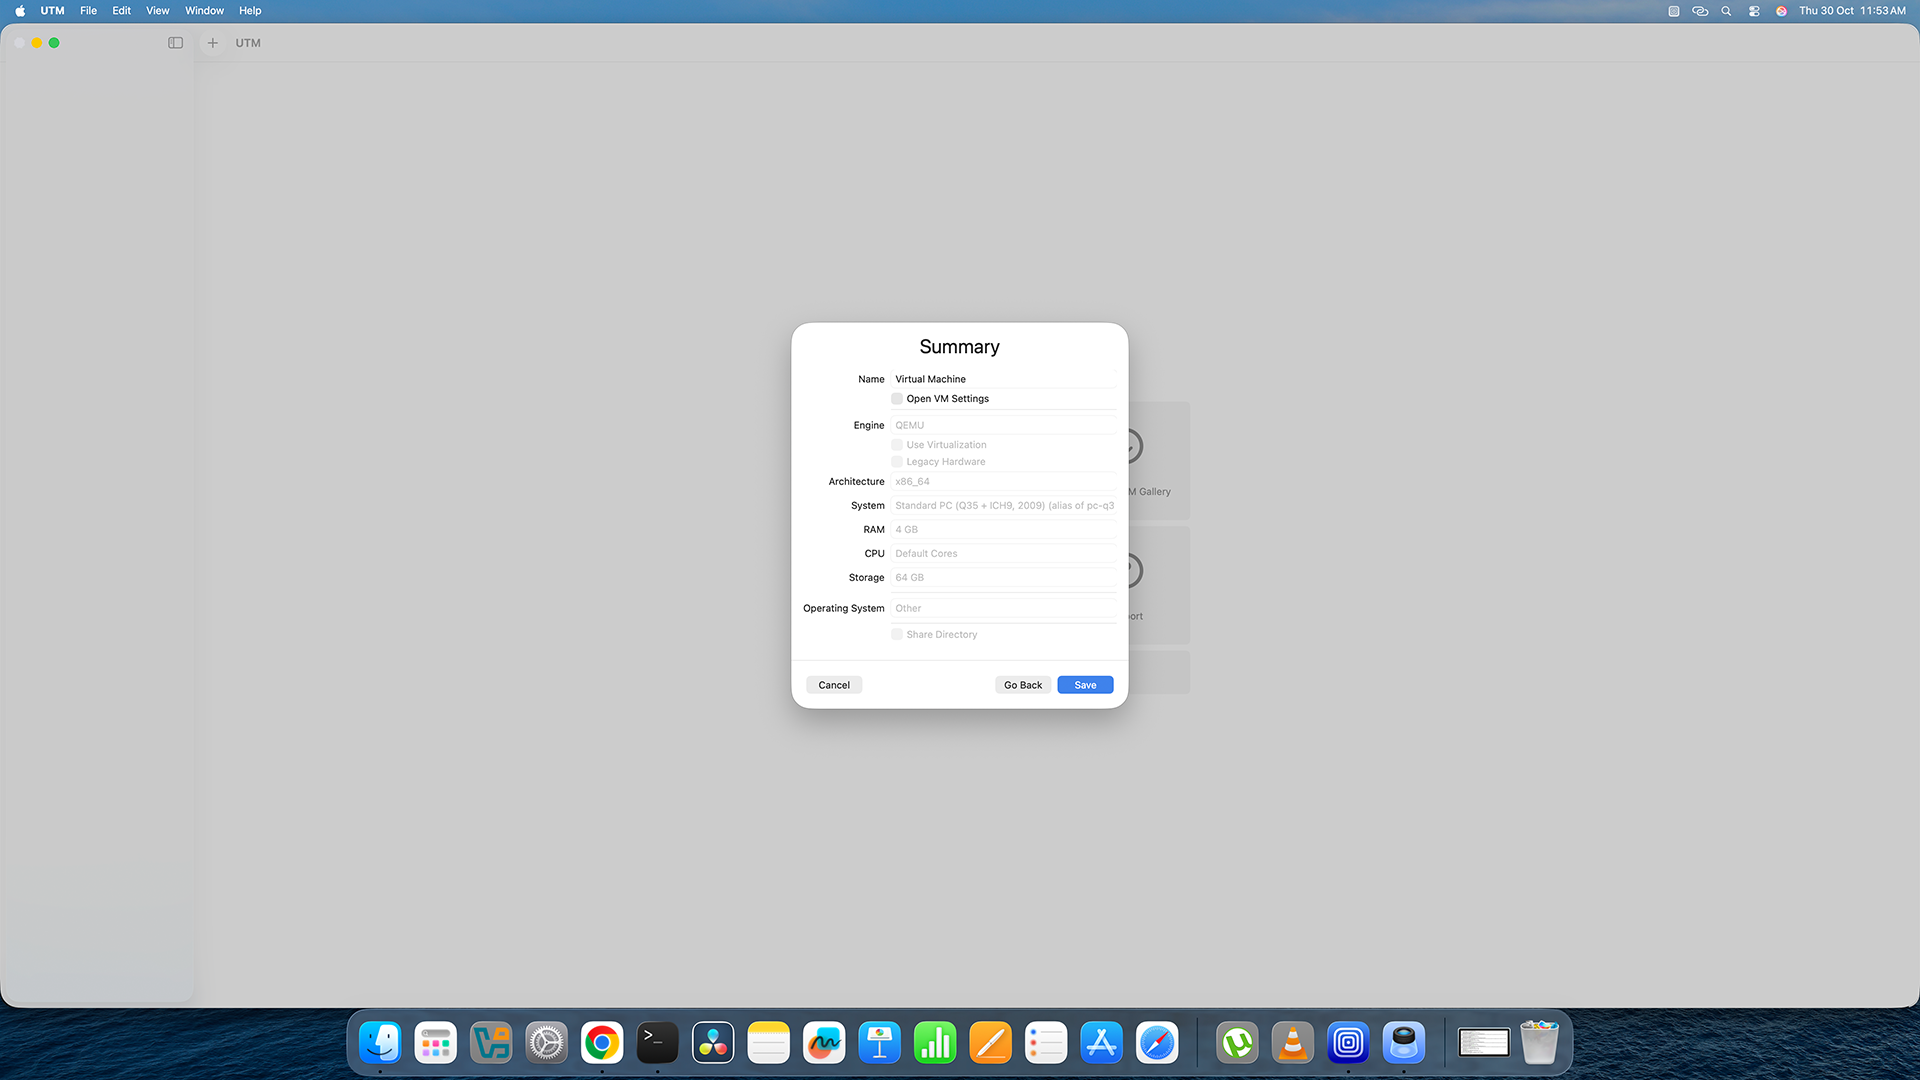 UTM File Edit View Window Help Thu 30 Oct 11:53 AM
UTM
Summary
Name Virtual Machine
Open VM Settings
Engine QEMU
Use Virtualization
Legacy Hardware
Architecture x86_64
System Standard PC (Q35 + ICH9, 2009) (alias of pc-q3
RAM 4 GB
CPU Default Cores
Storage 64 GB
Operating System Other
Share Directory
Cancel Go Back Save
M Gallery
ort